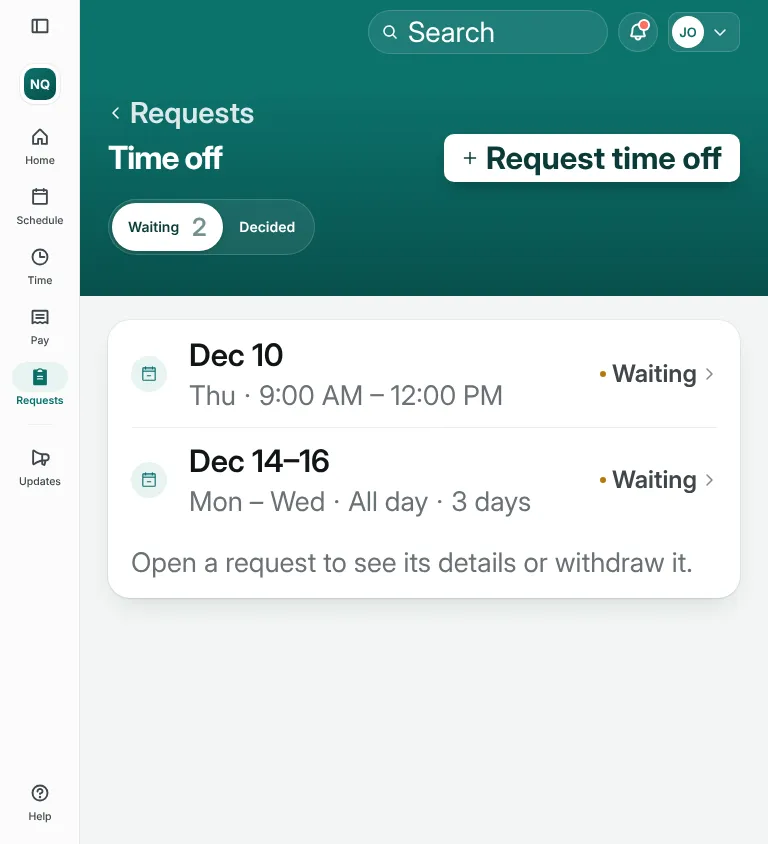 Search
JO
NQ
Home
Schedule
Time
Pay
Requests
Updates
Help
Requests
Time off
+ Request time off
Waiting 2
Decided
Dec 10
Thu · 9:00 AM – 12:00 PM
Waiting
Dec 14–16
Mon – Wed · All day · 3 days
Waiting
Open a request to see its details or withdraw it.